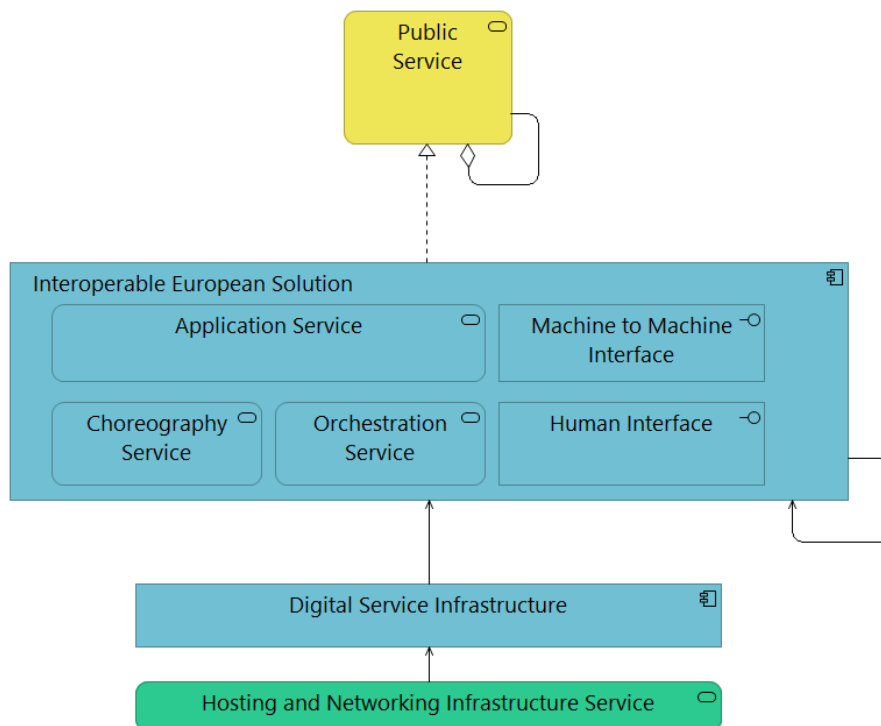 Public
Service
Interoperable European Solution
Application Service
Machine to Machine
Interface
Choreography
Service
Orchestration
Service
Human Interface
Digital Service Infrastructure
Hosting and Networking Infrastructure Service